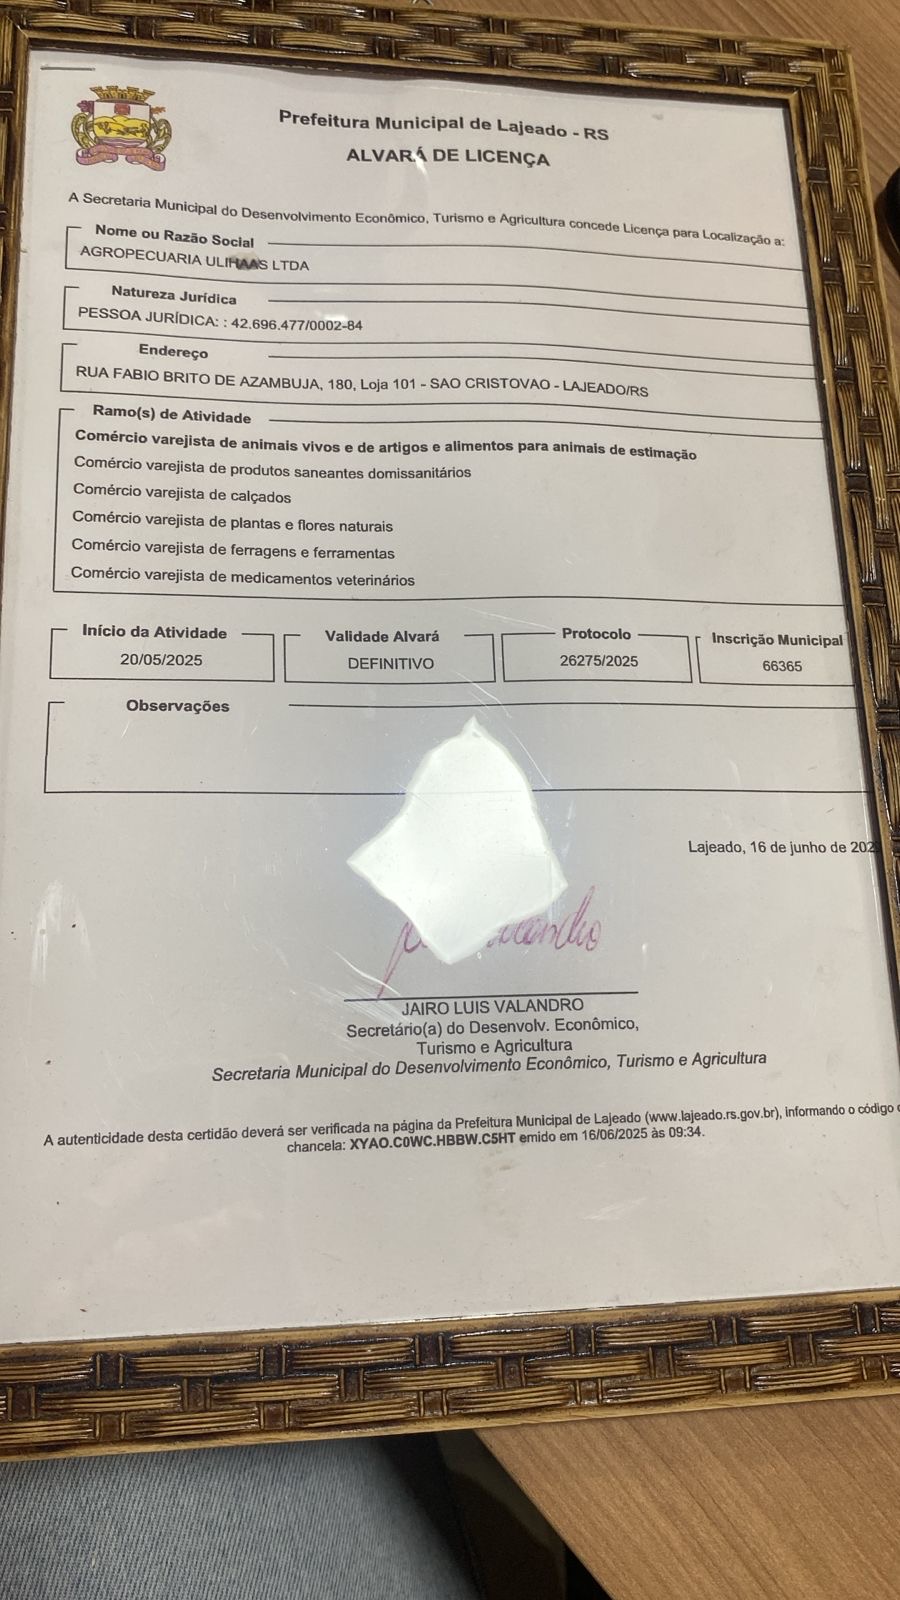 Prefeitura Municipal de Lajeado - RS
ALVARÁ DE LICENÇA
A Secretaria Municipal do Desenvolvimento Econômico, Turismo e Agricultura concede Licença para Localização a:
Nome ou Razão Social
AGROPECUARIA ULIHAAS LTDA
Natureza Jurídica
PESSOA JURÍDICA: : 42.696.477/0002-84
Endereço
RUA FABIO BRITO DE AZAMBUJA, 180, Loja 101 - SAO CRISTOVAO - LAJEADO/RS
Ramo(s) de Atividade
Comércio varejista de animais vivos e de artigos e alimentos para animais de estimação
Comércio varejista de produtos saneantes domissanitários
Comércio varejista de calçados
Comércio varejista de plantas e flores naturais
Comércio varejista de ferragens e ferramentas
Comércio varejista de medicamentos veterinários
Início da Atividade
20/05/2025
Validade Alvará
DEFINITIVO
Protocolo
26275/2025
Inscrição Municipal
66365
Observações
Lajeado, 16 de junho de 202
JAIRO LUIS VALANDRO
Secretário(a) do Desenvolv. Econômico,
Turismo e Agricultura
Secretaria Municipal do Desenvolvimento Econômico, Turismo e Agricultura
A autenticidade desta certidão deverá ser verificada na página da Prefeitura Municipal de Lajeado (www.lajeado.rs.gov.br), informando o código
chancela: XYAO.C0WC.HBBW.C5HT emido em 16/06/2025 às 09:34.